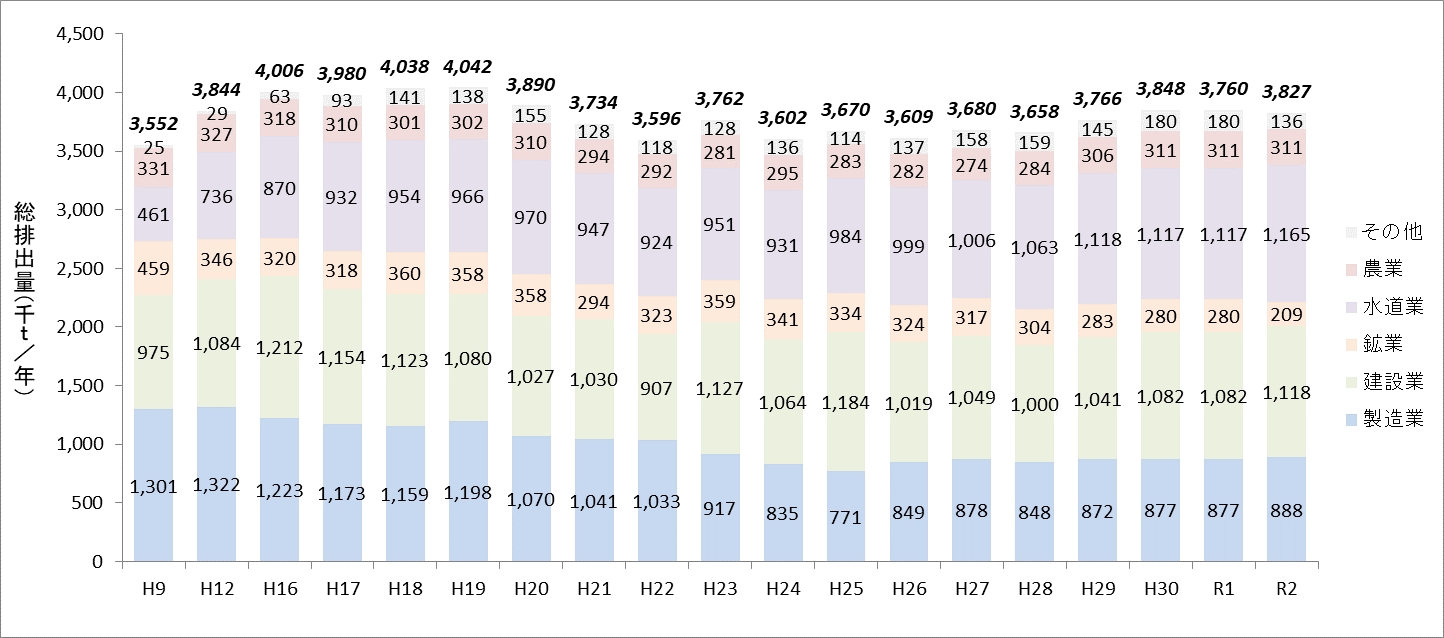 4,500
4,000
3,500
3,000
2,500
2,000
1,500
1,000
500
0
総排出量(千t/年)
3,552 3,844 4,006 3,980 4,038 4,042 3,890 3,734 3,596 3,762 3,602 3,670 3,609 3,680 3,658 3,766 3,848 3,760 3,827
25 29 63 93 141 138 155 128 118 128 136 114 137 158 159 145 180 180 136
331 327 318 310 301 302 310 294 292 281 295 283 282 274 284 306 311 311 311
461 736 870 932 954 966 970 947 924 951 931 984 999 1,006 1,063 1,118 1,117 1,117 1,165
459 346 320 318 360 358 358 294 323 359 341 334 324 317 304 283 280 280 209
975 1,084 1,212 1,154 1,123 1,080 1,027 1,030 907 1,127 1,064 1,184 1,019 1,049 1,000 1,041 1,082 1,082 1,118
1,301 1,322 1,223 1,173 1,159 1,198 1,070 1,041 1,033 917 835 771 849 878 848 872 877 877 888
H9 H12 H16 H17 H18 H19 H20 H21 H22 H23 H24 H25 H26 H27 H28 H29 H30 R1 R2
その他
農業
水道業
鉱業
建設業
製造業